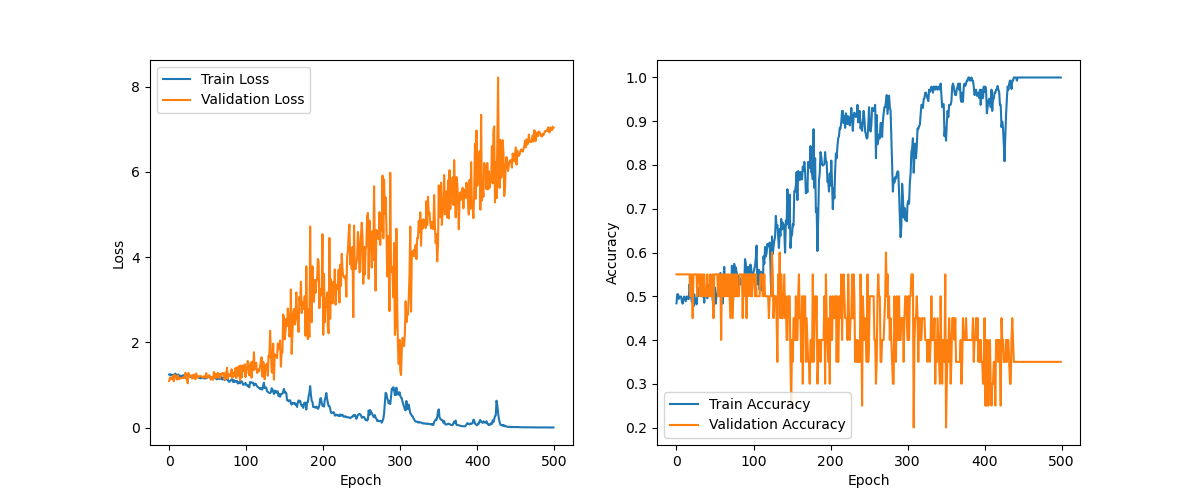 Train Loss
Validation Loss
8
6
4
2
0
Loss
0 100 200 300 400 500
Epoch
1.0
0.9
0.8
0.7
0.6
0.5
0.4
0.3
0.2
Accuracy
Train Accuracy
Validation Accuracy
0 100 200 300 400 500
Epoch